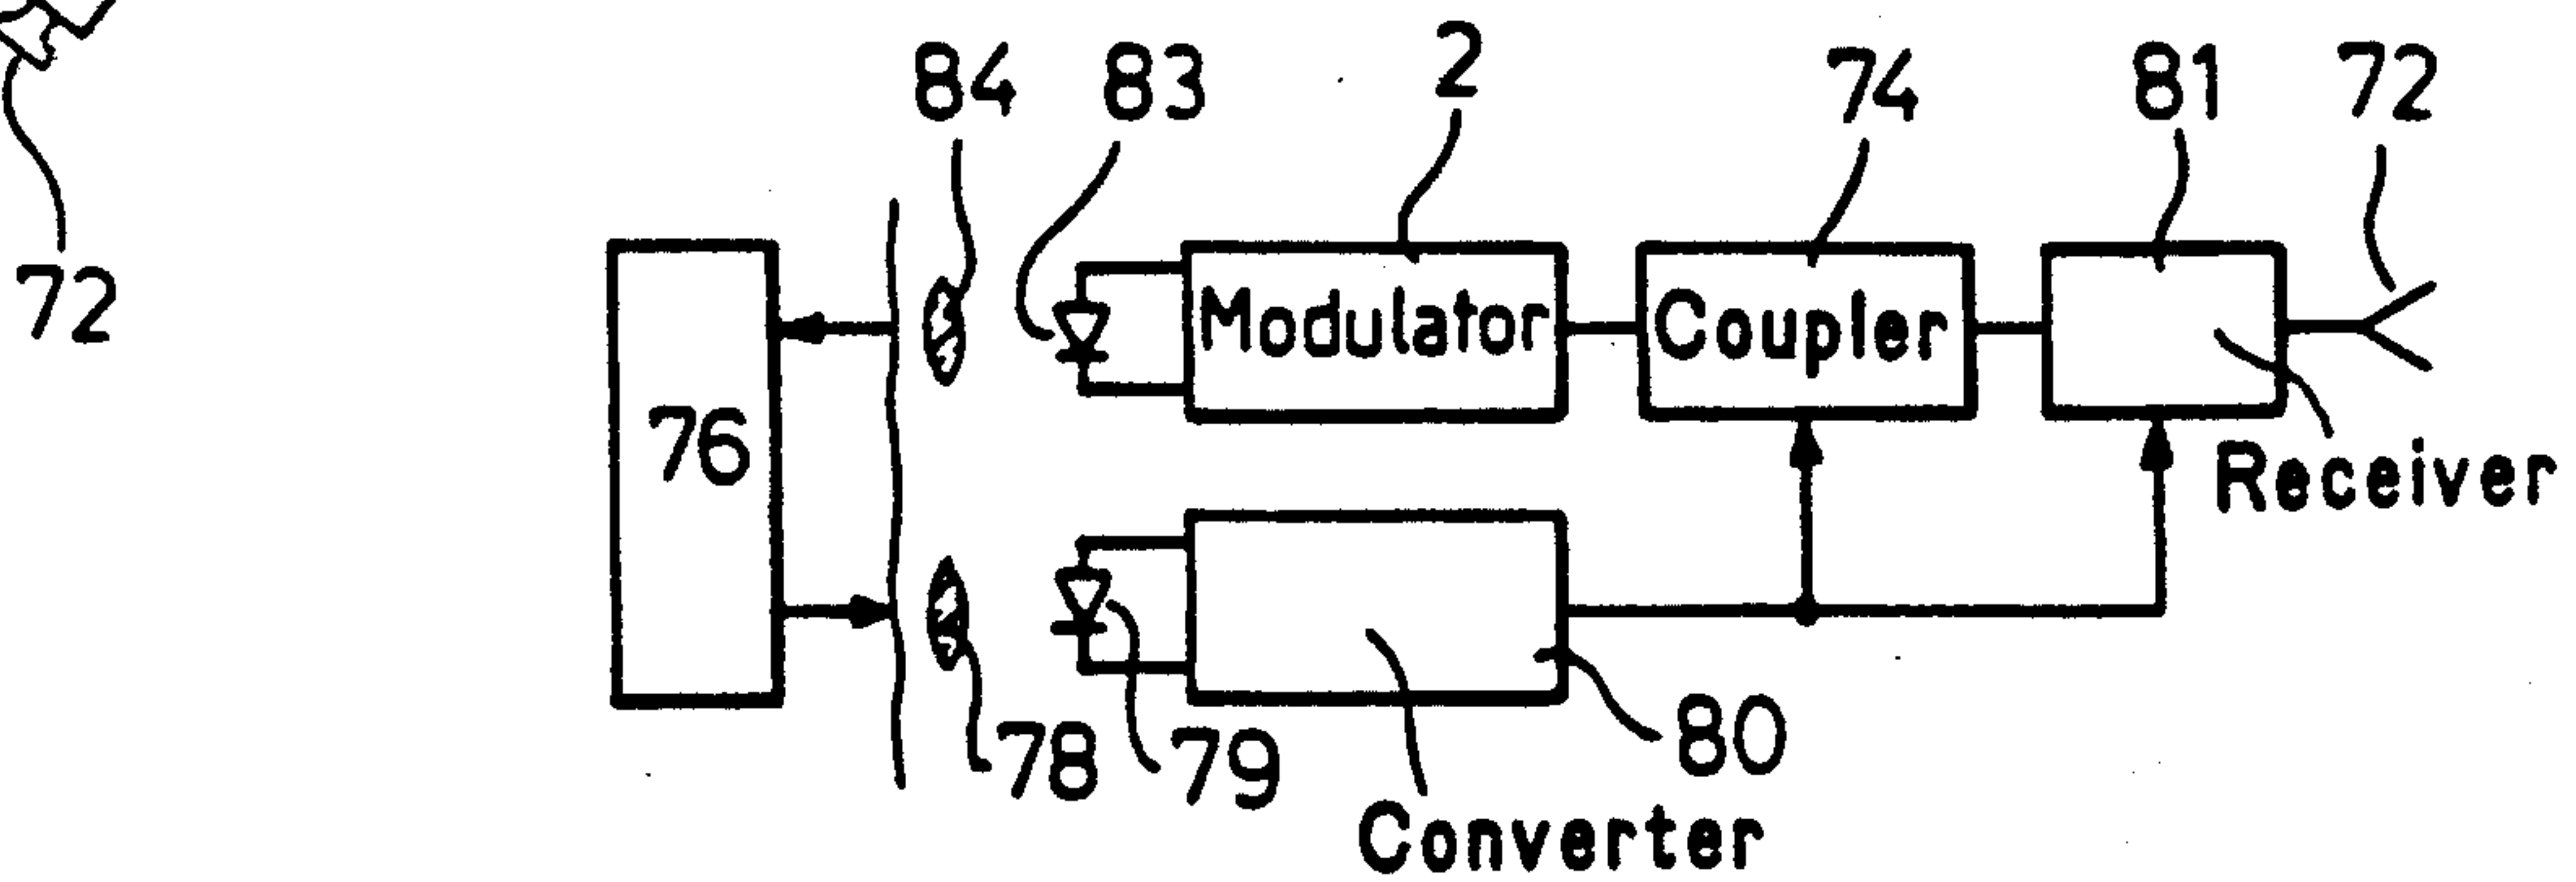 84 83 2 74 81 72
72
Modulator Coupler
76
Receiver
78 79 80
Converter